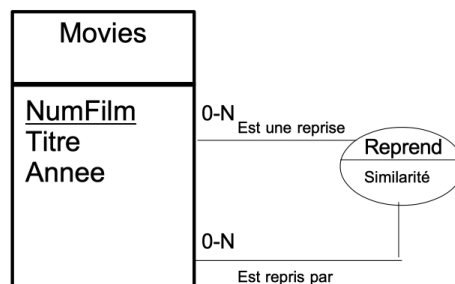 Movies
NumFilm
Titre
Annee
0-N
Est une reprise
Reprend
Similarité
0-N
Est repris par